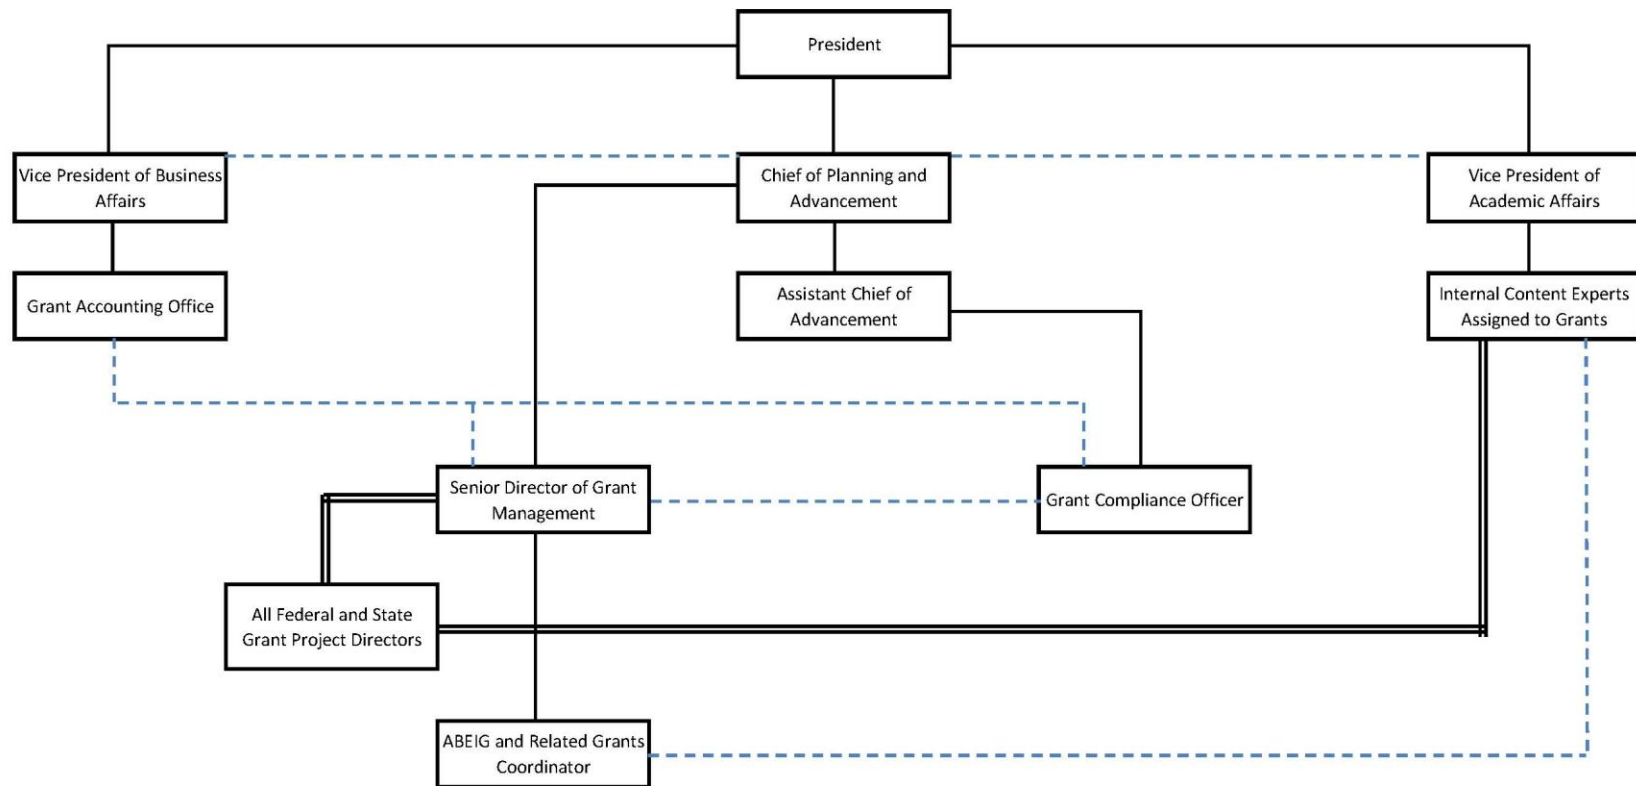 President
Vice President of Business
Affairs
Chief of Planning and
Advancement
Vice President of
Academic Affairs
Grant Accounting Office
Assistant Chief of
Advancement
Internal Content Experts
Assigned to Grants
Senior Director of Grant
Management
Grant Compliance Officer
All Federal and State
Grant Project Directors
ABEIG and Related Grants
Coordinator